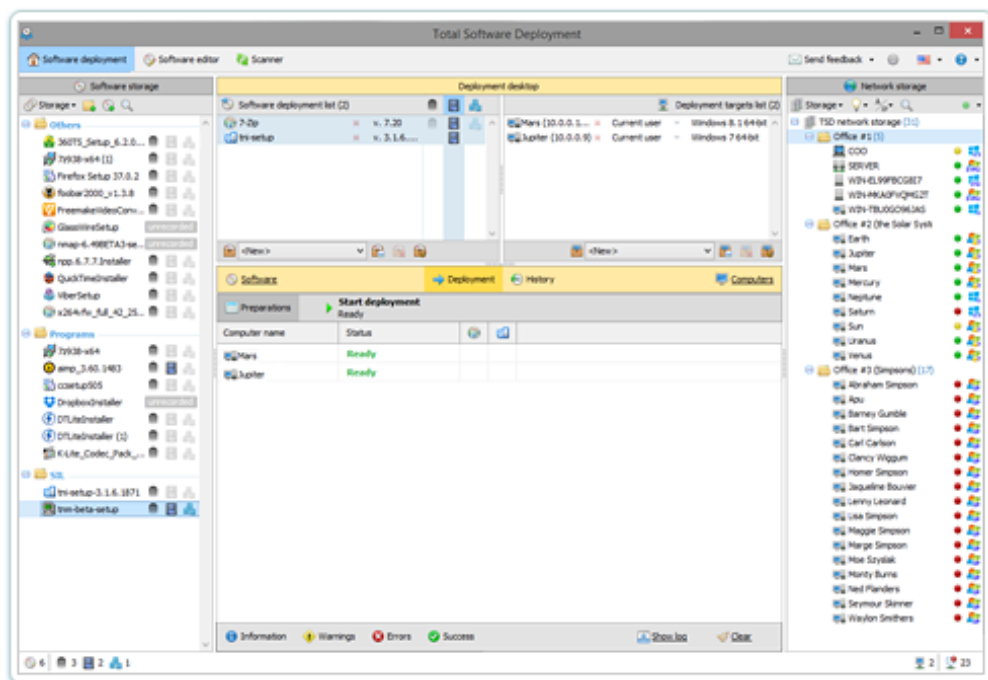 Total Software Deployment
Software deployment
Software editor
Scanner
Send feedback
Software storage
Deployment desktop
Network storage
Storage
Others
360TS_Setup_6.2.0...
7z938-x64 (1)
Firefox Setup 37.0.2
foobar2000_v1.3.8
FreemakeVideoConv...
GlassWireSetup unrecorded
nmap-6.49BETA3-se... unrecorded
npp.6.7.7.Installer
QuickTimeInstaller
ViberSetup
x264vfw_full_42_25...
Programs
7z938-x64
aimp_3.60.1483
ccsetup505
DropboxInstaller unrecorded
DTLiteInstaller
DTLiteInstaller (1)
K-Lite_Codec_Pack_...
SIL
tni-setup-3.1.6.1871
tnm-beta-setup
6 3 2 1
Software deployment list (2)
7-Zip v. 7.20
tni-setup v. 3.1.6....
<New>
Deployment targets list (2)
Mars (10.0.0.1... Current user Windows 8.1 64-bit
Jupiter (10.0.0.9) Current user Windows 7 64-bit
<New>
Software
Deployment
History
Computers
Preparations
Start deployment
Ready
Computer name Status
Mars Ready
Jupiter Ready
Information
Warnings
Errors
Success
Show log
Clear
Storage
TSD network storage (31)
Office #1 (5)
COO
SERVER
WIN-EL99FBCG8I7
Office #2 (the Solar Syst
Earth
Jupiter
Mars
Mercury
Neptune
Saturn
Sun
Uranus
Venus
Office #3 (Simpsons) (17)
Abraham Simpson
Apu
Barney Gumble
Bart Simpson
Carl Carlson
Clancy Wiggum
Homer Simpson
Jaqueline Bouvier
Lenny Leonard
Lisa Simpson
Maggie Simpson
Marge Simpson
Moe Szyslak
Monty Burns
Ned Flanders
Seymour Skinner
Waylon Smithers
2 23